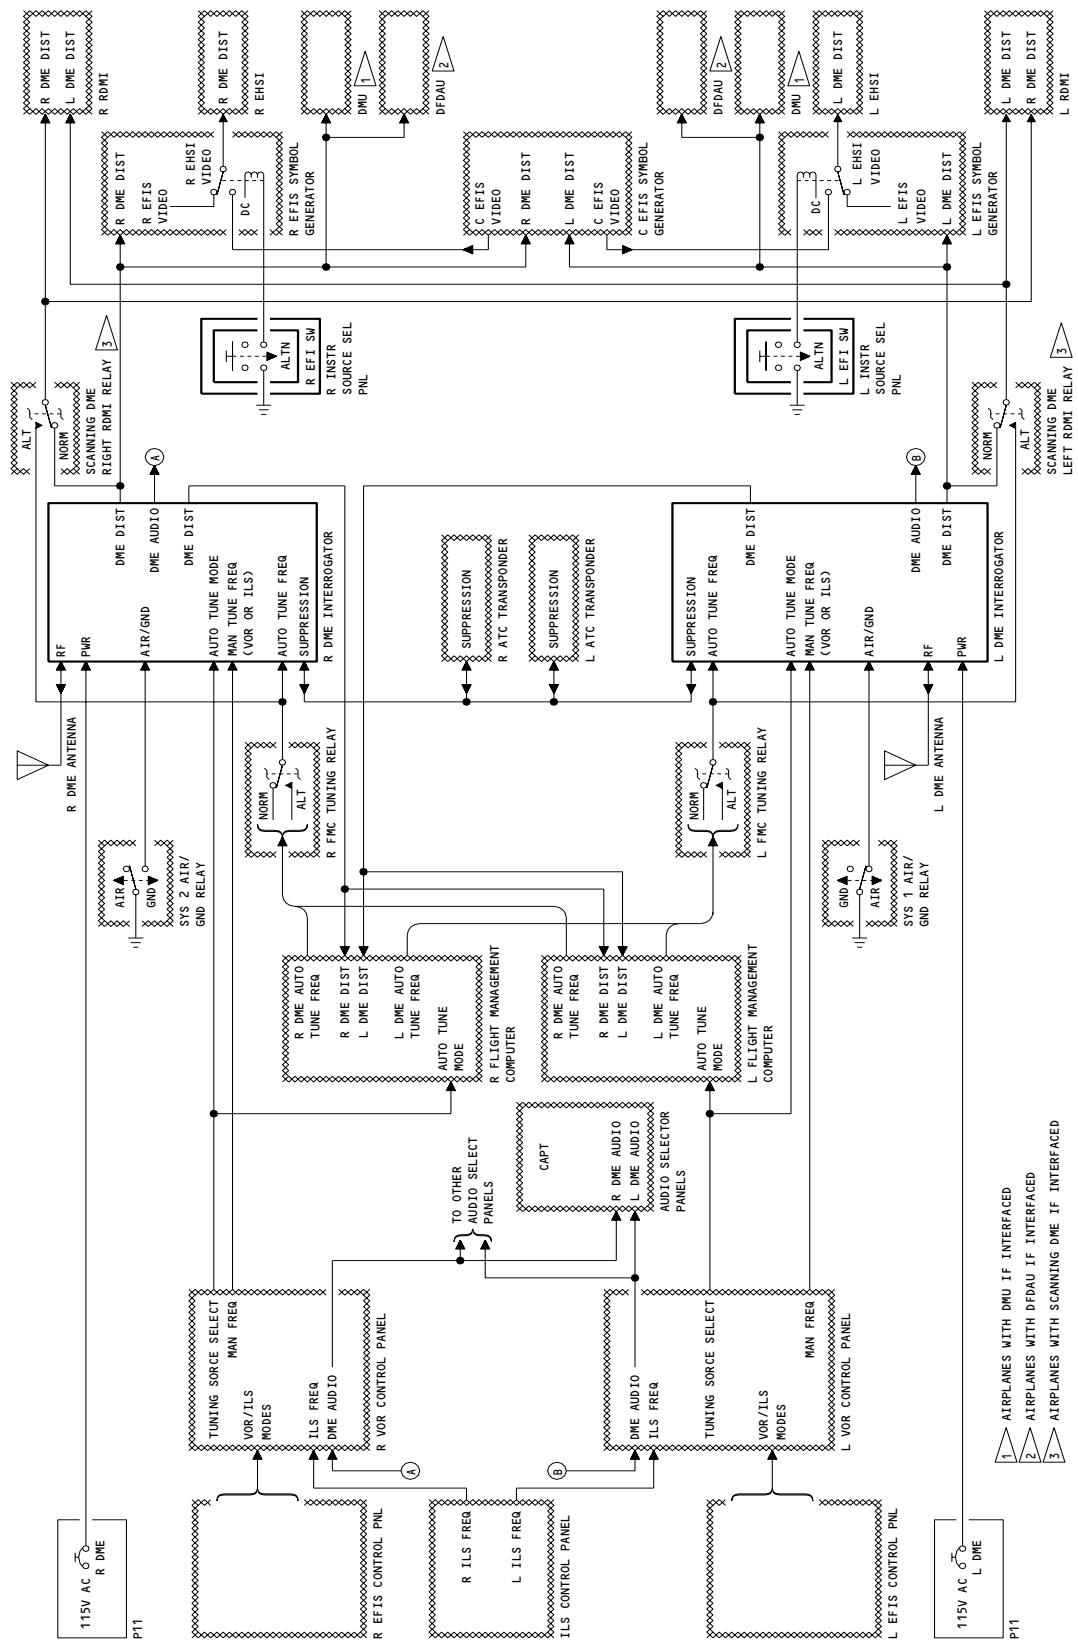 115V AC
R DME
P11
R EFIS CONTROL PNL
R ILS FREQ
L ILS FREQ
ILS CONTROL PANEL
L EFIS CONTROL PNL
115V AC
L DME
P11
TUNING SORCE SELECT
MAN FREQ
VOR/ILS
MODES
ILS FREQ
DME AUDIO
R VOR CONTROL PANEL
A
B
DME AUDIO
ILS FREQ
TUNING SORCE SELECT
VOR/ILS
MODES
MAN FREQ
L VOR CONTROL PANEL
1 AIRPLANES WITH DMU IF INTERFACED
2 AIRPLANES WITH DFDAU IF INTERFACED
3 AIRPLANES WITH SCANNING DME IF INTERFACED
TO OTHER
AUDIO SELECT
PANELS
CAPT
R DME AUDIO
L DME AUDIO
AUDIO SELECTOR
PANELS
R DME AUTO
TUNE FREQ
R DME DIST
L DME DIST
L DME AUTO
TUNE FREQ
AUTO TUNE
MODE
R FLIGHT MANAGEMENT
COMPUTER
R DME AUTO
TUNE FREQ
R DME DIST
L DME DIST
L DME AUTO
TUNE FREQ
AUTO TUNE
MODE
L FLIGHT MANAGEMENT
COMPUTER
AIR
GND
SYS 2 AIR/
GND RELAY
GND
AIR
SYS 1 AIR/
GND RELAY
R DME ANTENNA
NORM
ALT
R FMC TUNING RELAY
NORM
ALT
L FMC TUNING RELAY
L DME ANTENNA
RF
PWR
AIR/GND
AUTO TUNE MODE
MAN TUNE FREQ
(VOR OR ILS)
AUTO TUNE FREQ
SUPPRESSION
DME DIST
DME AUDIO
DME DIST
R DME INTERROGATOR
A
SUPPRESSION
R ATC TRANSPONDER
SUPPRESSION
L ATC TRANSPONDER
SUPPRESSION
AUTO TUNE FREQ
DME DIST
AUTO TUNE MODE
MAN TUNE FREQ
(VOR OR ILS)
AIR/GND
DME AUDIO
RF
DME DIST
PWR
L DME INTERROGATOR
B
ALT
NORM
SCANNING DME
RIGHT RDMI RELAY
3
NORM
ALT
SCANNING DME
LEFT RDMI RELAY
3
ALTN
R EFI SW
R INSTR
SOURCE SEL
PNL
ALTN
L EFI SW
L INSTR
SOURCE SEL
PNL
R DME DIST
R EFIS
VIDEO
R EHSI
VIDEO
DC
R EFIS SYMBOL
GENERATOR
C EFIS
VIDEO
R DME DIST
L DME DIST
C EFIS
VIDEO
C EFIS SYMBOL
GENERATOR
DC
L EHSI
VIDEO
L EFIS
VIDEO
L DME DIST
L EFIS SYMBOL
GENERATOR
R DME DIST
L DME DIST
R RDMI
R DME DIST
R EHSI
DMU
1
DFDAU
2
DFDAU
2
DMU
1
L DME DIST
L EHSI
L DME DIST
R DME DIST
L RDMI